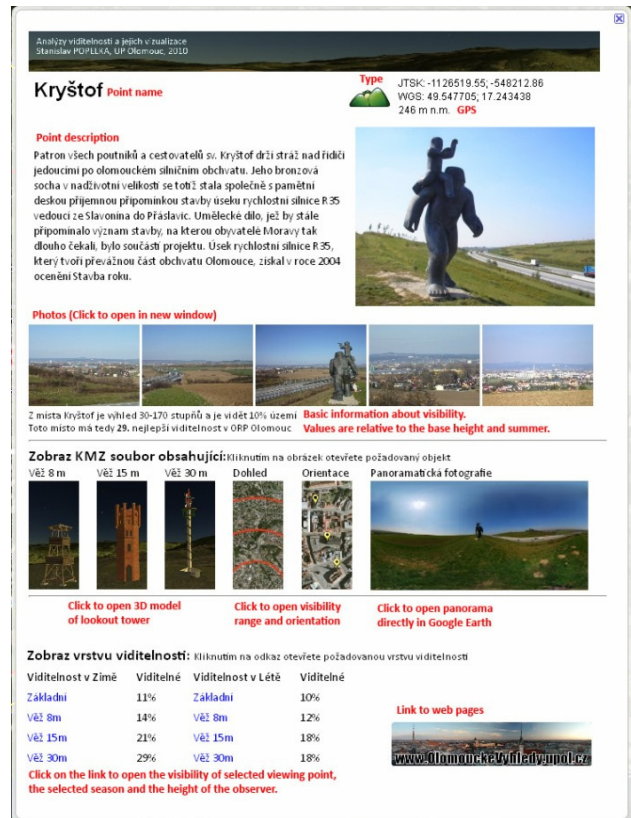 Analýzy viditelnosti a jejich vizualizace
Stanislav POPELKA, UP Olomouc, 2010
Kryštof Point name
Type
JTSK: -1126519.55; -548212.86
WGS: 49.547705; 17.243438
246 m n.m. GPS
Point description
Patron všech poutníků a cestovatelů sv. Kryštof drží stráž nad řidiči
jedoucími po olomouckém silničním obchvatu. Jeho bronzová
socha v nadživotní velikosti se totiž stala společně s pamětní
deskou příjemnou připomínkou stavby úseku rychlostní silnice R35
vedoucí ze Slavonína do Přáslavic. Umělecké dílo, jež by stále
připomínalo význam stavby, na kterou obyvatelé Moravy tak
dlouho čekali, bylo součástí projektu. Úsek rychlostní silnice R35,
který tvoří převážnou část obchvatu Olomouce, získal v roce 2004
ocenění Stavba roku.
Photos (Click to open in new window)
Z místa Kryštof je výhled 30-170 stupňů a je vidět 10% území
Toto místo má tedy 29. nejlepší viditelnost v ORP Olomouc
Basic information about visibility.
Values are relative to the base height and summer.
Zobraz KMZ soubor obsahující: Kliknutím na obrázek otevřete požadovaný objekt
Věž 8 m Věž 15 m Věž 30 m Dohled Orientace Panoramatická fotografie
Click to open 3D model
of lookout tower
Click to open visibility
range and orientation
Click to open panorama
directly in Google Earth
Zobraz vrstvu viditelnosti: Kliknutím na odkaz otevřete požadovanou vrstvu viditelnosti
Viditelnost v Zimě Viditelné Viditelnost v Létě Viditelné
Základní 11% Základní 10%
Věž 8m 14% Věž 8m 12%
Věž 15m 21% Věž 15m 18%
Věž 30m 29% Věž 30m 18%
Link to web pages
www.OlomouckeVyhledy.upol.cz
Click on the link to open the visibility of selected viewing point,
the selected season and the height of the observer.